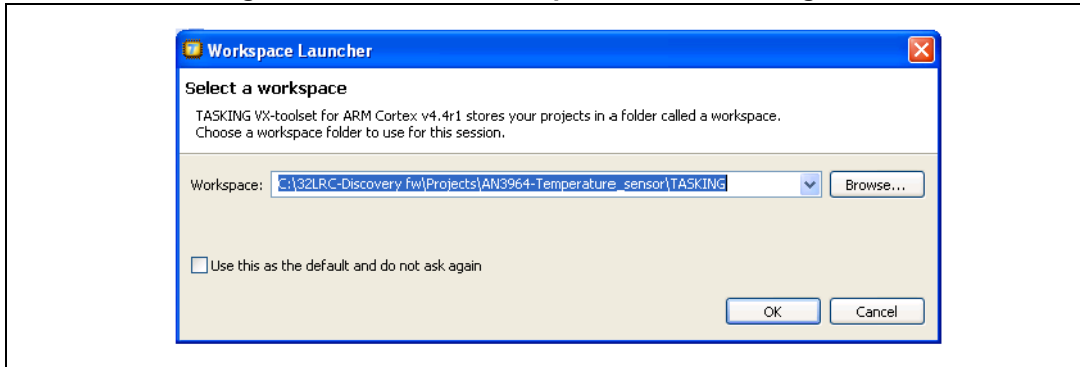 Workspace Launcher
Select a workspace
TASKING VX-toolset for ARM Cortex v4.4r1 stores your projects in a folder called a workspace.
Choose a workspace folder to use for this session.
Workspace: C:\32LRC-Discovery fw\Projects\AN3964-Temperature_sensor\TASKING Browse...
Use this as the default and do not ask again
OK Cancel